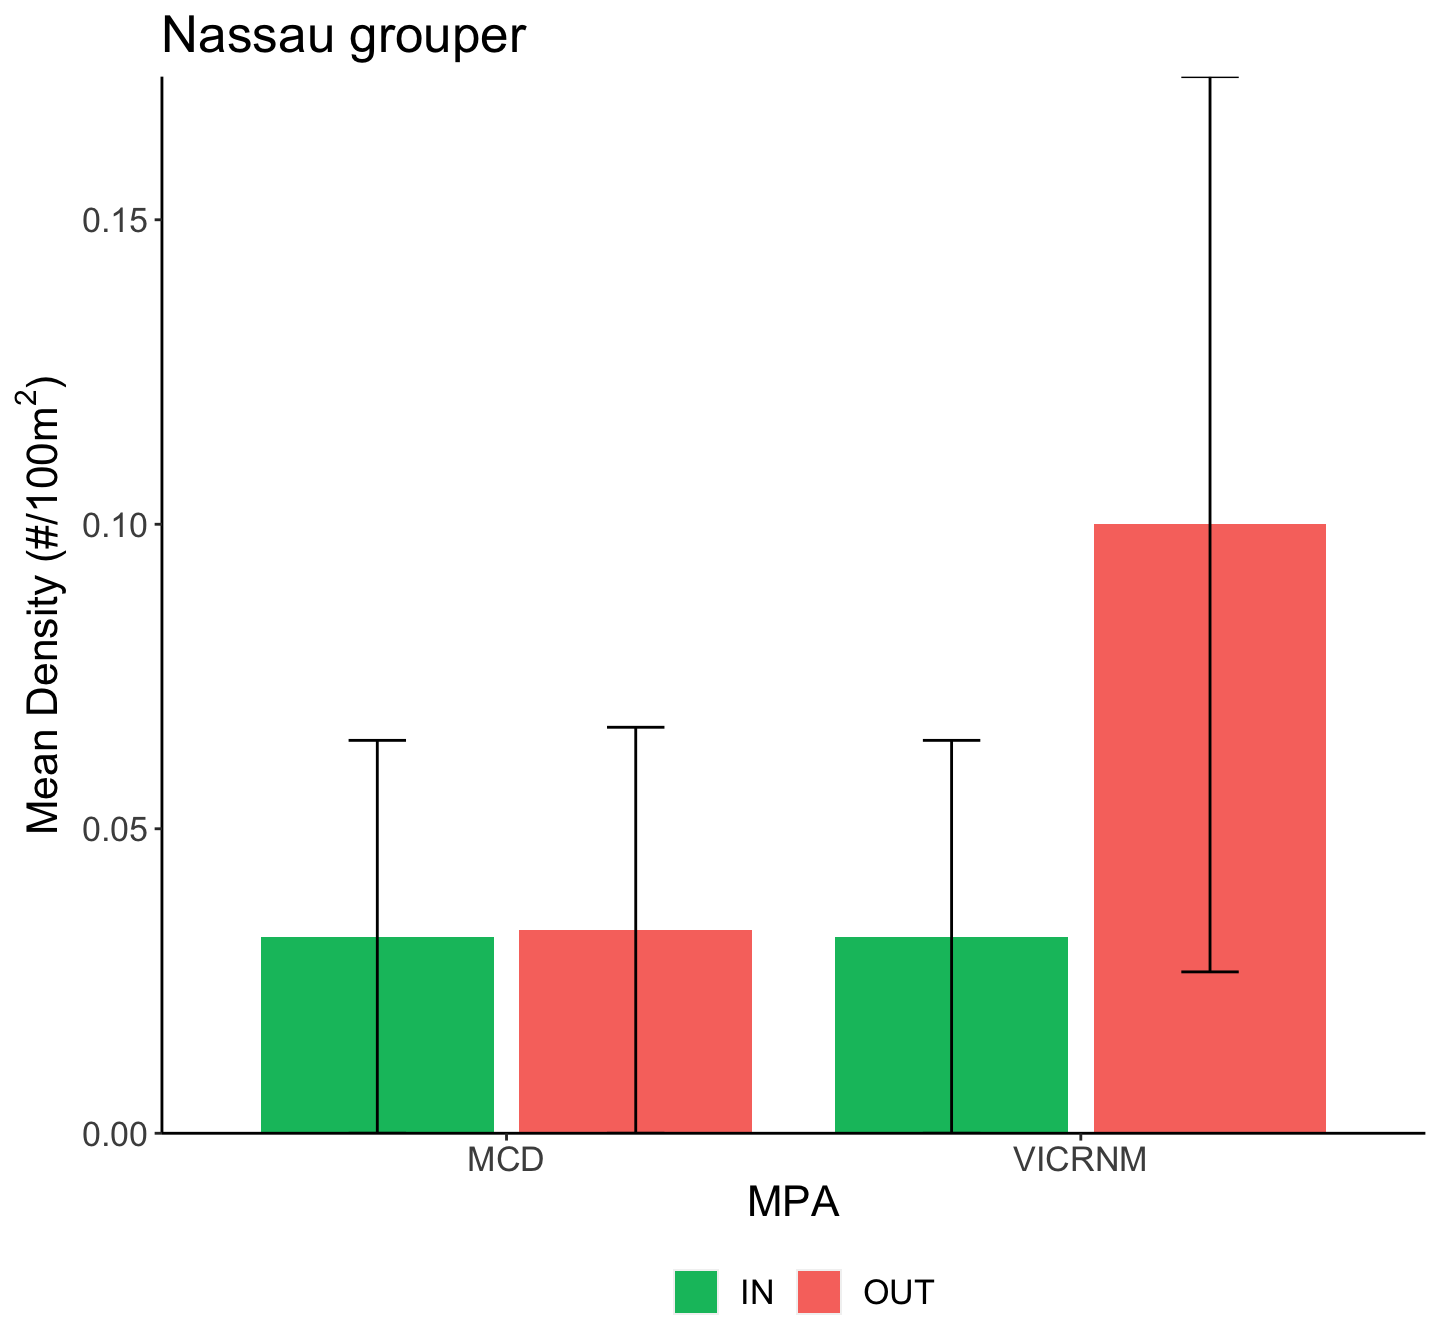 Nassau grouper
Mean Density (#/100m²)
0.15
0.10
0.05
0.00
MCD VICRNM
MPA
IN OUT